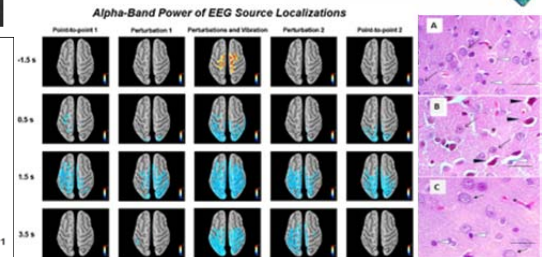 Alpha-Band Power of EEG Source Localizations
Point-to-point 1 Perturbation 1 Perturbations and Vibration Perturbation 2 Point-to-point 2
-1.5 s
0.5 s
1.5 s
3.5 s
A
B
C
1